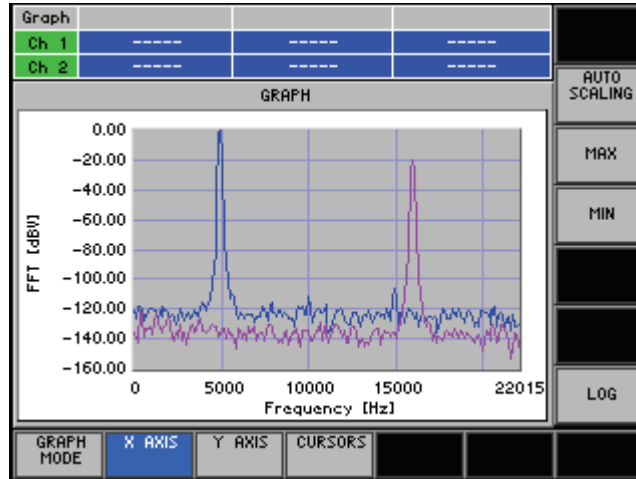 Graph
Ch 1 ----- ----- -----
Ch 2 ----- ----- -----
GRAPH
AUTO
SCALING
MAX
MIN
LOG
FFT [dBV]
0.00
-20.00
-40.00
-60.00
-80.00
-100.00
-120.00
-140.00
-160.00
0 5000 10000 15000 22015
Frequency [Hz]
GRAPH
MODE
X AXIS
Y AXIS
CURSORS